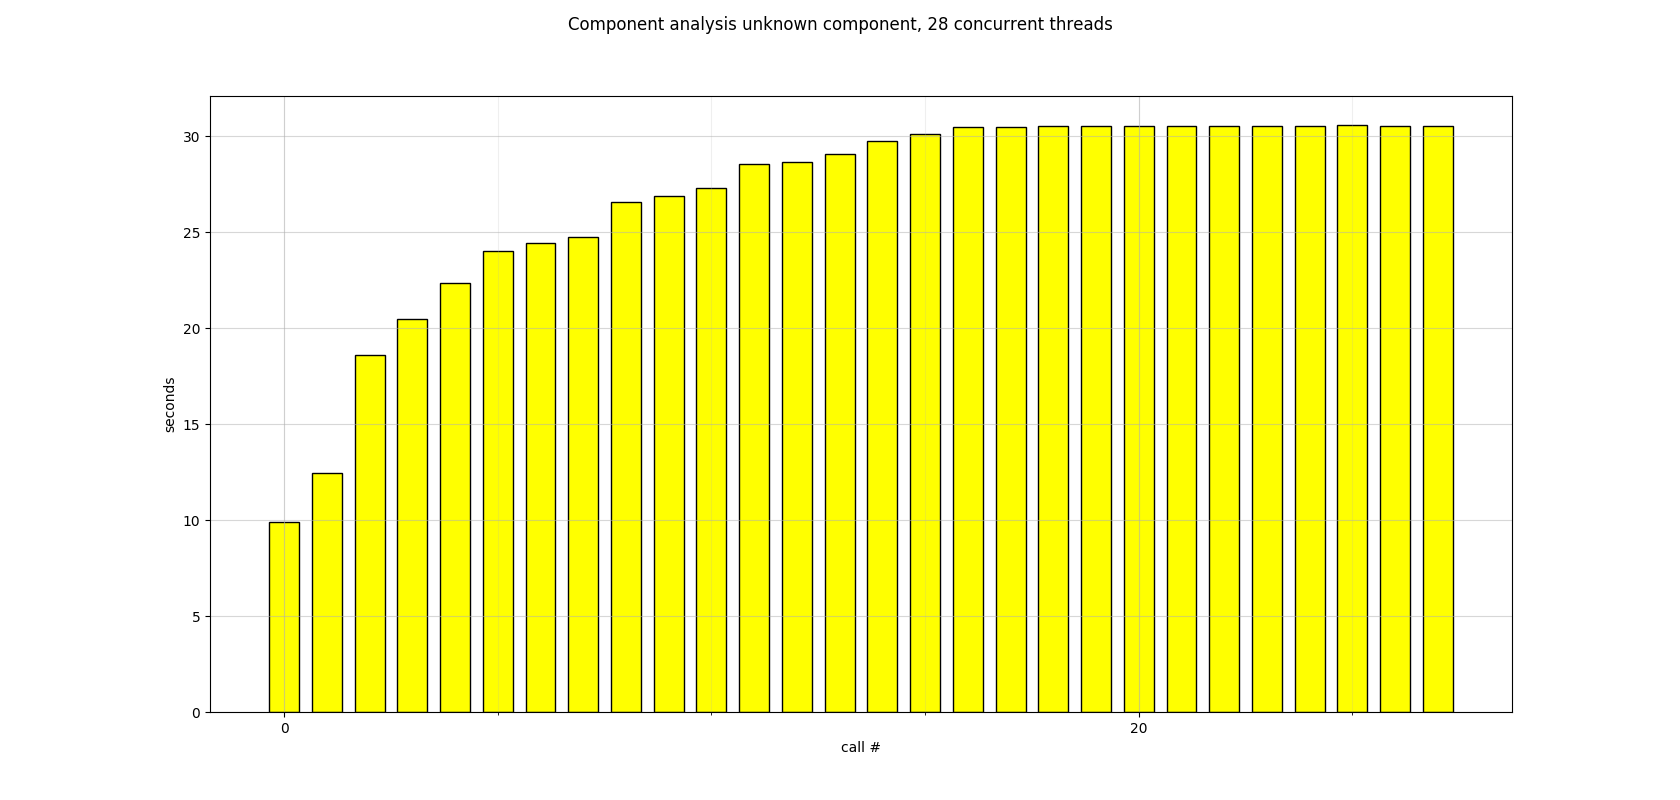 Component analysis unknown component, 28 concurrent threads
30
25
20
15
10
5
0
seconds
0 20
call #